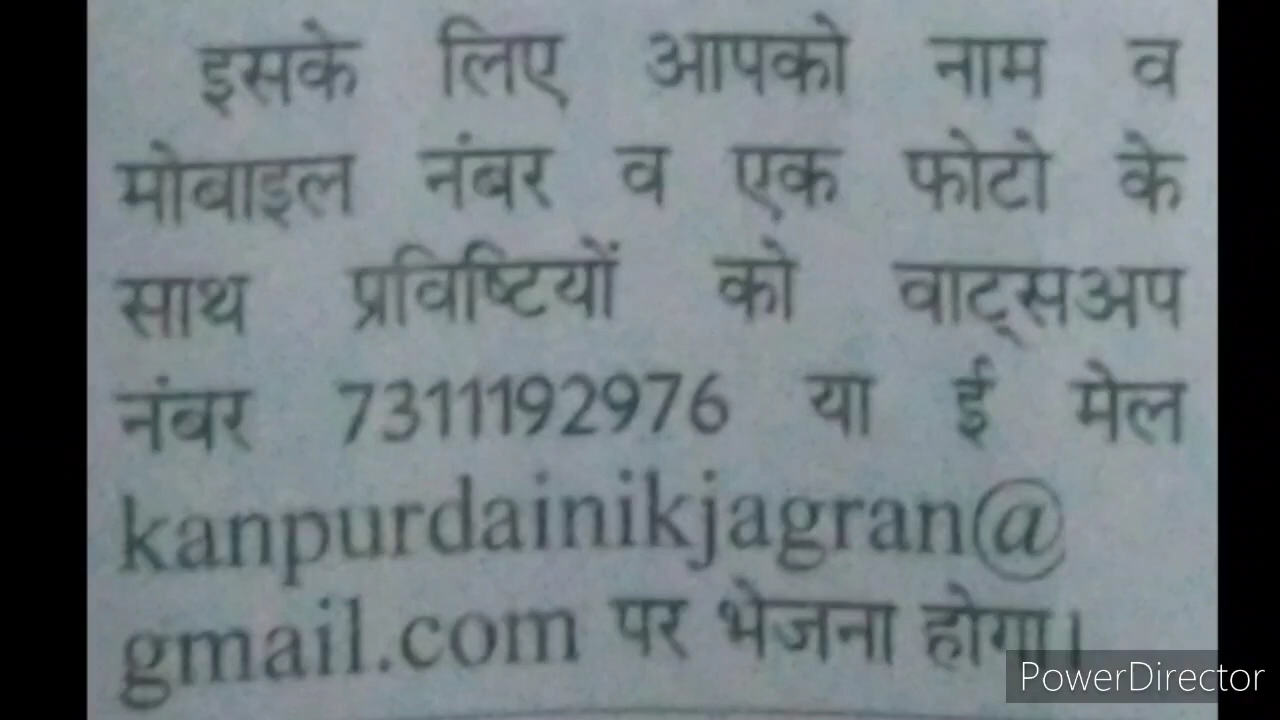 इसके लिए आपको नाम व
मोबाइल नंबर व एक फोटो के
साथ प्रविष्टियों को वाट्सअप
नंबर 7311192976 या ई मेल
kanpurdainikjagran@
gmail.com पर भेजना होगा।
PowerDirector